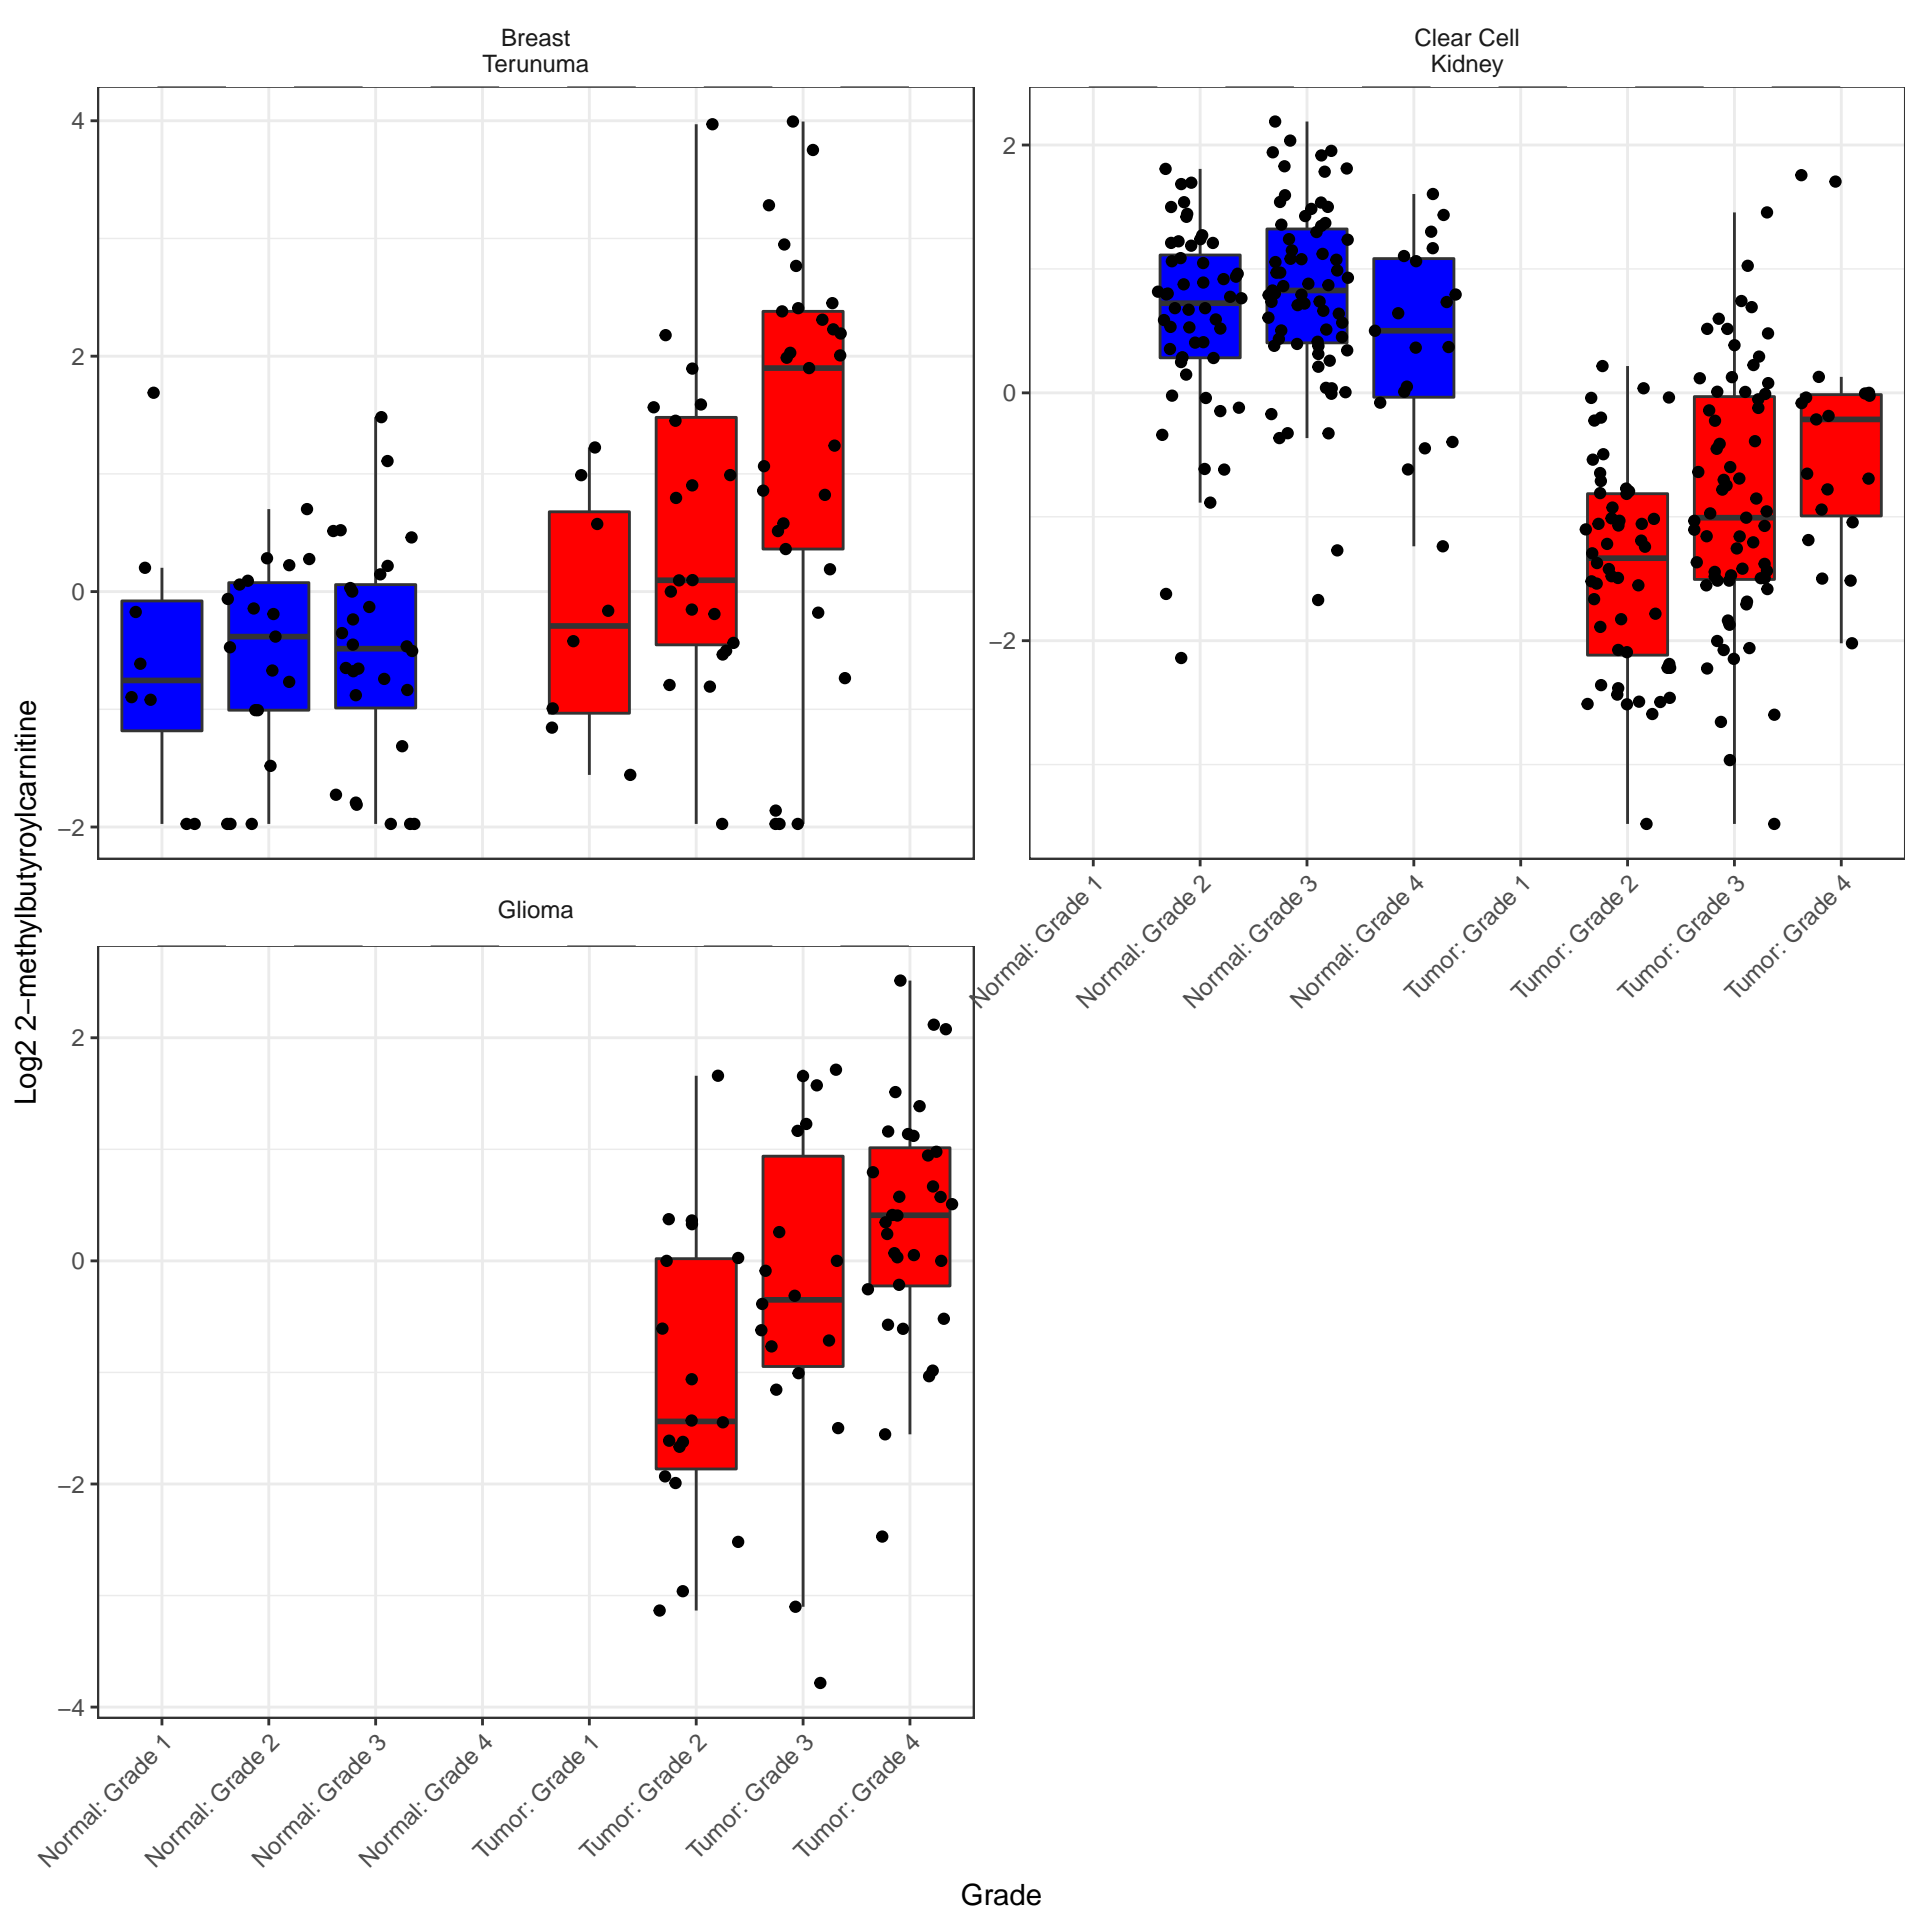 Breast
Terunuma
Clear Cell
Kidney
4
2
0
−2
2
0
−2
Normal: Grade 1
Normal: Grade 2
Normal: Grade 3
Normal: Grade 4
Tumor: Grade 1
Tumor: Grade 2
Tumor: Grade 3
Tumor: Grade 4
Log2 2−methylbutyroylcarnitine
Glioma
2
0
−2
−4
Normal: Grade 1
Normal: Grade 2
Normal: Grade 3
Normal: Grade 4
Tumor: Grade 1
Tumor: Grade 2
Tumor: Grade 3
Tumor: Grade 4
Grade